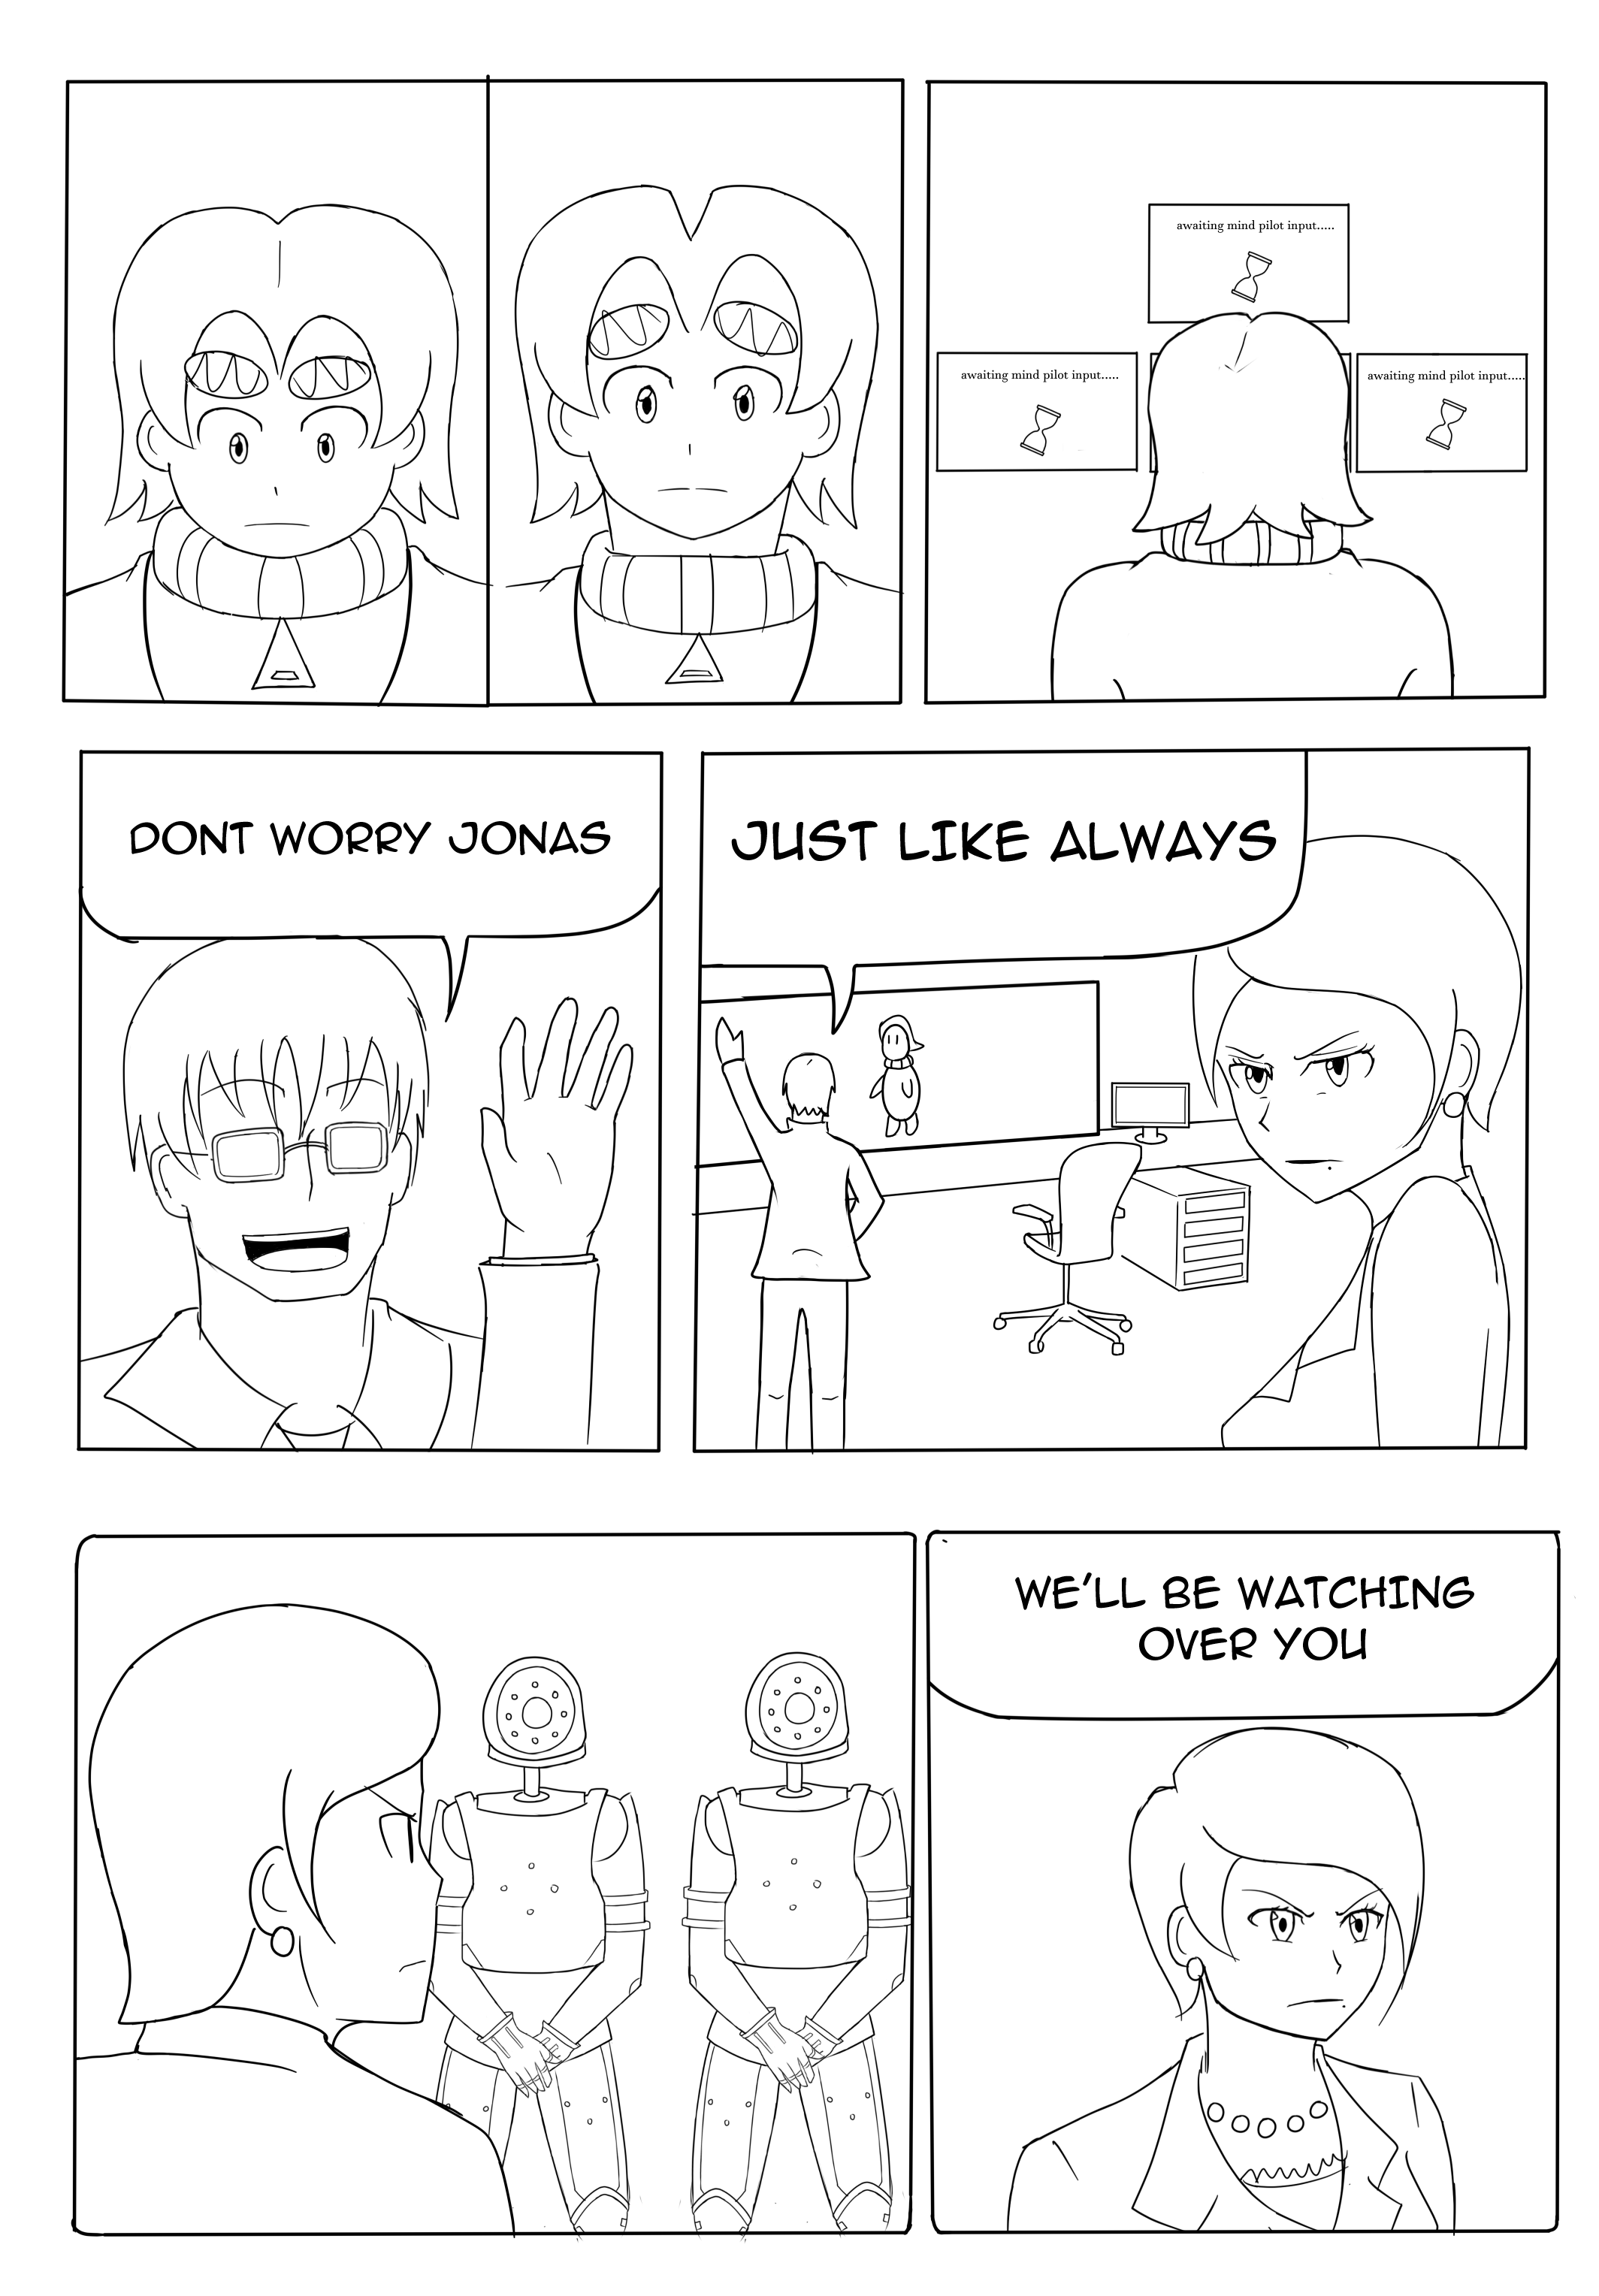 awaiting mind pilot input.....
awaiting mind pilot input.....
awaiting mind pilot input.....
DONT WORRY JONAS
JUST LIKE ALWAYS
WE'LL BE WATCHING
OVER YOU